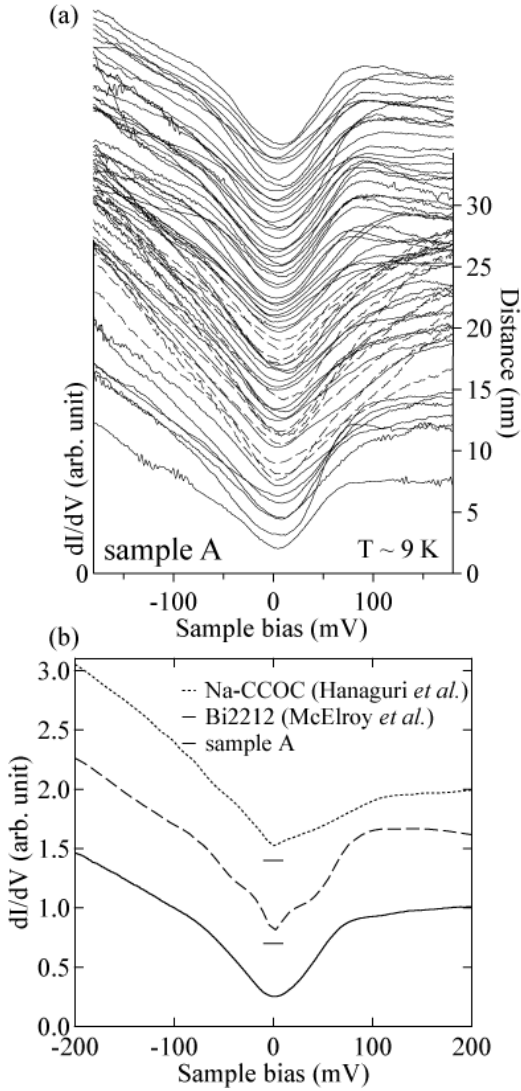 (a)
30
25
20
15
10
5
0
Distance (nm)
dI/dV (arb. unit)
0
sample A
T ~ 9 K
-100
0
100
Sample bias (mV)
(b)
3.0
2.5
2.0
1.5
1.0
0.5
0.0
dI/dV (arb. unit)
Na-CCOC (Hanaguri et al.)
Bi2212 (McElroy et al.)
sample A
-200
-100
0
100
200
Sample bias (mV)